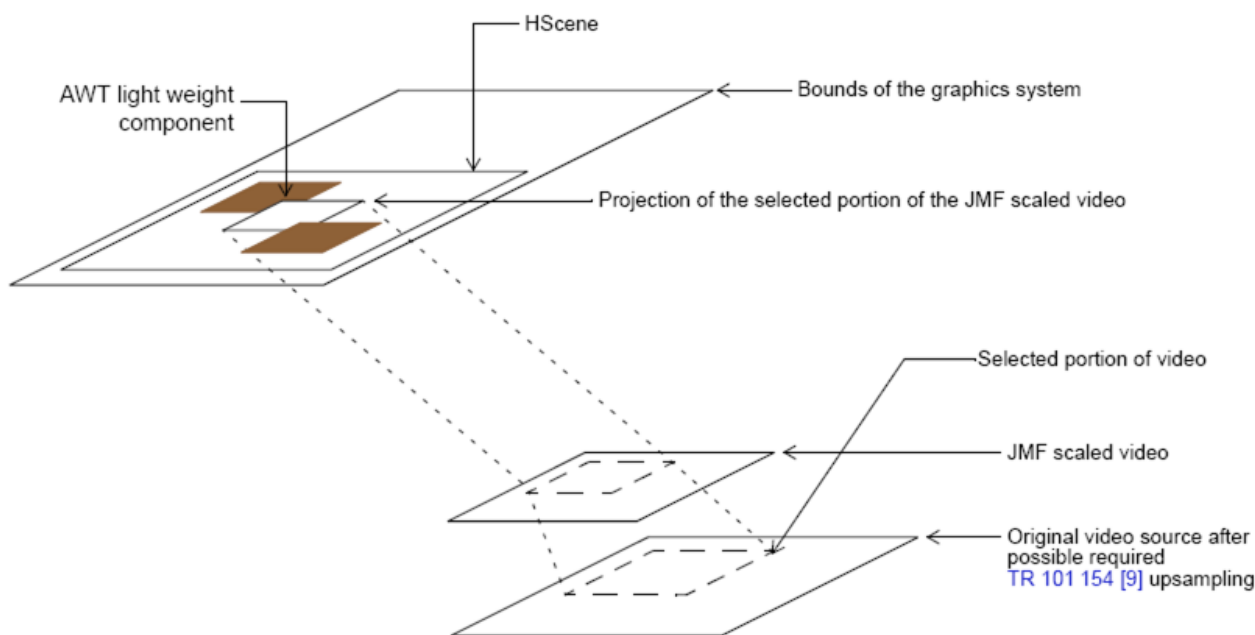 HScene
AWT light weight
component
Bounds of the graphics system
Projection of the selected portion of the JMF scaled video
Selected portion of video
JMF scaled video
Original video source after
possible required
TR 101 154 [9] upsampling